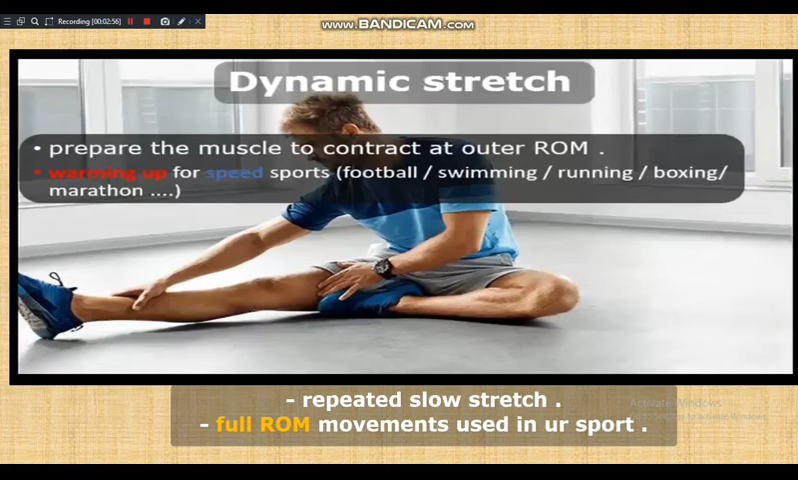 Recording [00:02:56]
www.BANDICAM.com
Dynamic stretch
• prepare the muscle to contract at outer ROM .
• warming up for speed sports (football / swimming / running / boxing/
marathon ....)
- repeated slow stretch .
Activate Windows
- full ROM movements used in ur sport .